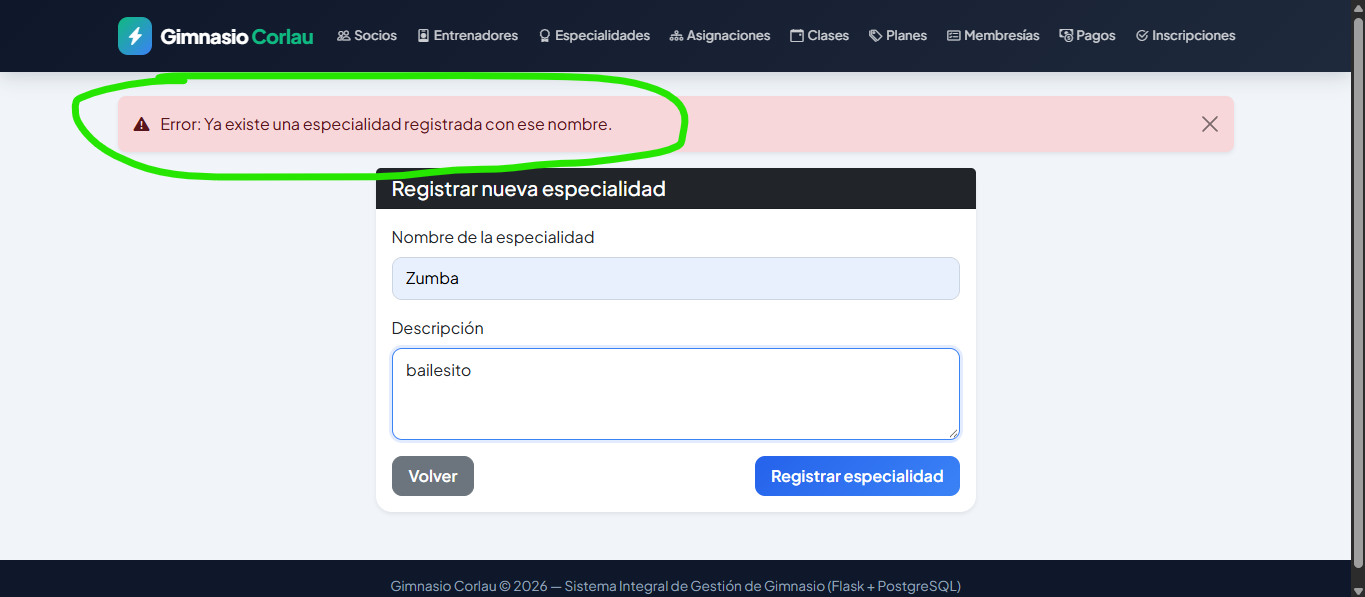 Gimnasio Corlau Socios Entrenadores Especialidades Asignaciones Clases Planes Membresías Pagos Inscripciones
Error: Ya existe una especialidad registrada con ese nombre.
Registrar nueva especialidad
Nombre de la especialidad
Zumba
Descripción
bailesito
Volver Registrar especialidad
Gimnasio Corlau © 2026 — Sistema Integral de Gestión de Gimnasio (Flask + PostgreSQL)